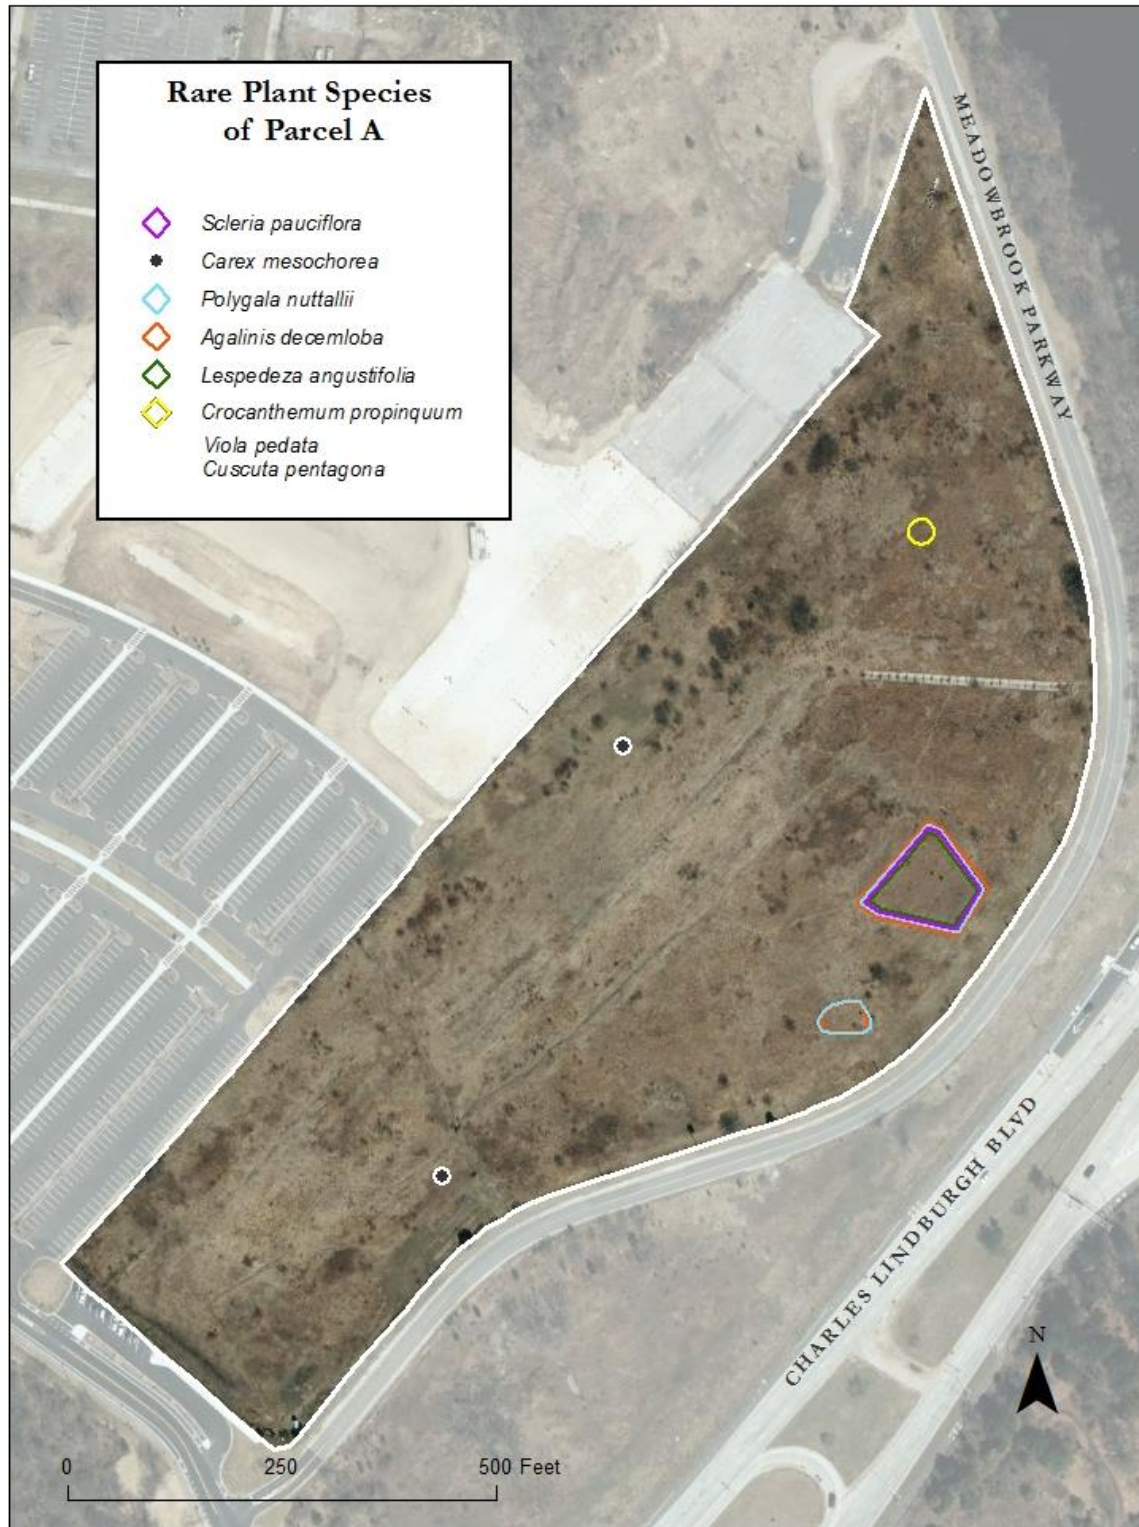 Rare Plant Species
of Parcel A
Scleria pauciflora
Carex mesochorea
Polygala nuttallii
Agalinis decemloba
Lespedeza angustifolia
Crocanthemum propinquum
Viola pedata
Cuscuta pentagona
MEADOWBROOK PARKWAY
CHARLES LINDBURGH BLVD
N
0 250 500 Feet